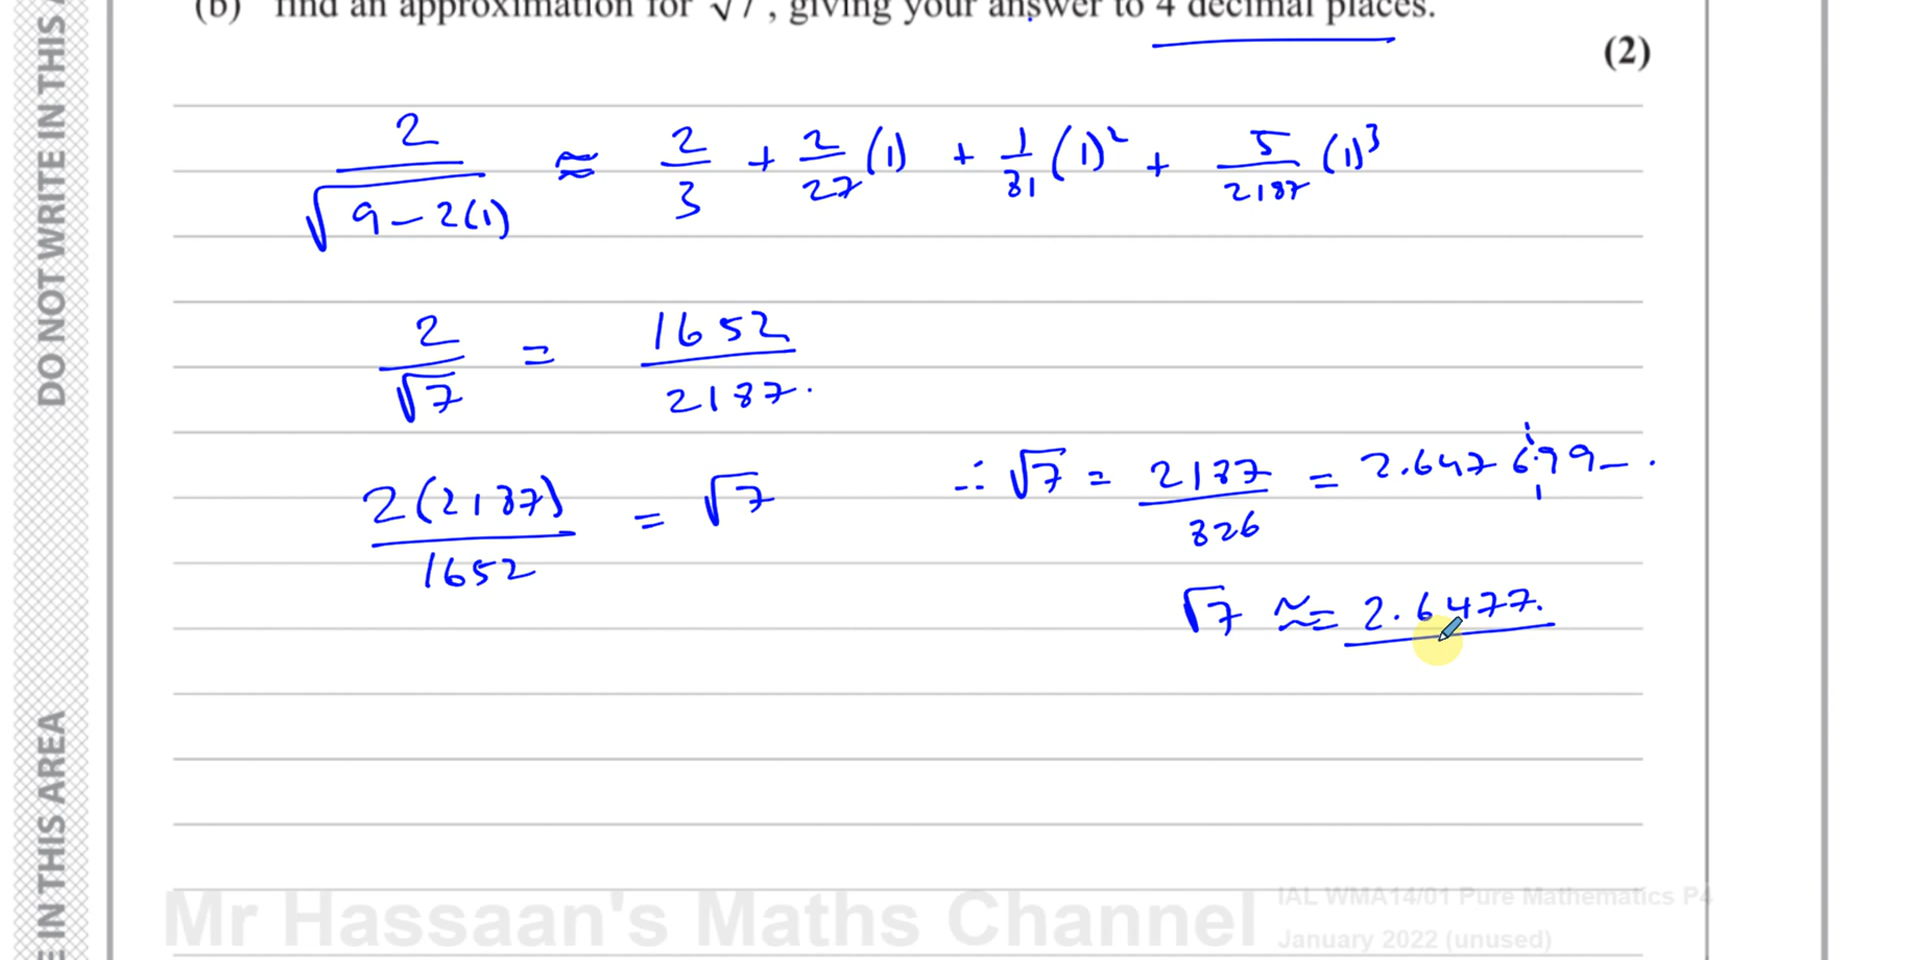 (b) find an approximation for √7, giving your answer to 4 decimal places.
(2)
2/√(9-2(1)) ≈ 2/3 + 2/27 (1) + 1/81 (1)² + 5/2187 (1)³
2/√7 = 1652/2187.
2(2187)/1652 = √7
∴ √7 = 2187/826 = 2.647699-.
√7 ≈= 2.6477.
DO NOT WRITE IN THIS
E IN THIS AREA
Mr Hassaan's Maths Channel
IAL WMA14/01 Pure Mathematics P4
January 2022 (unused)